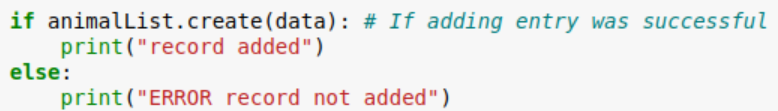 if animalList.create(data): # If adding entry was successful
    print("record added")
else:
    print("ERROR record not added")